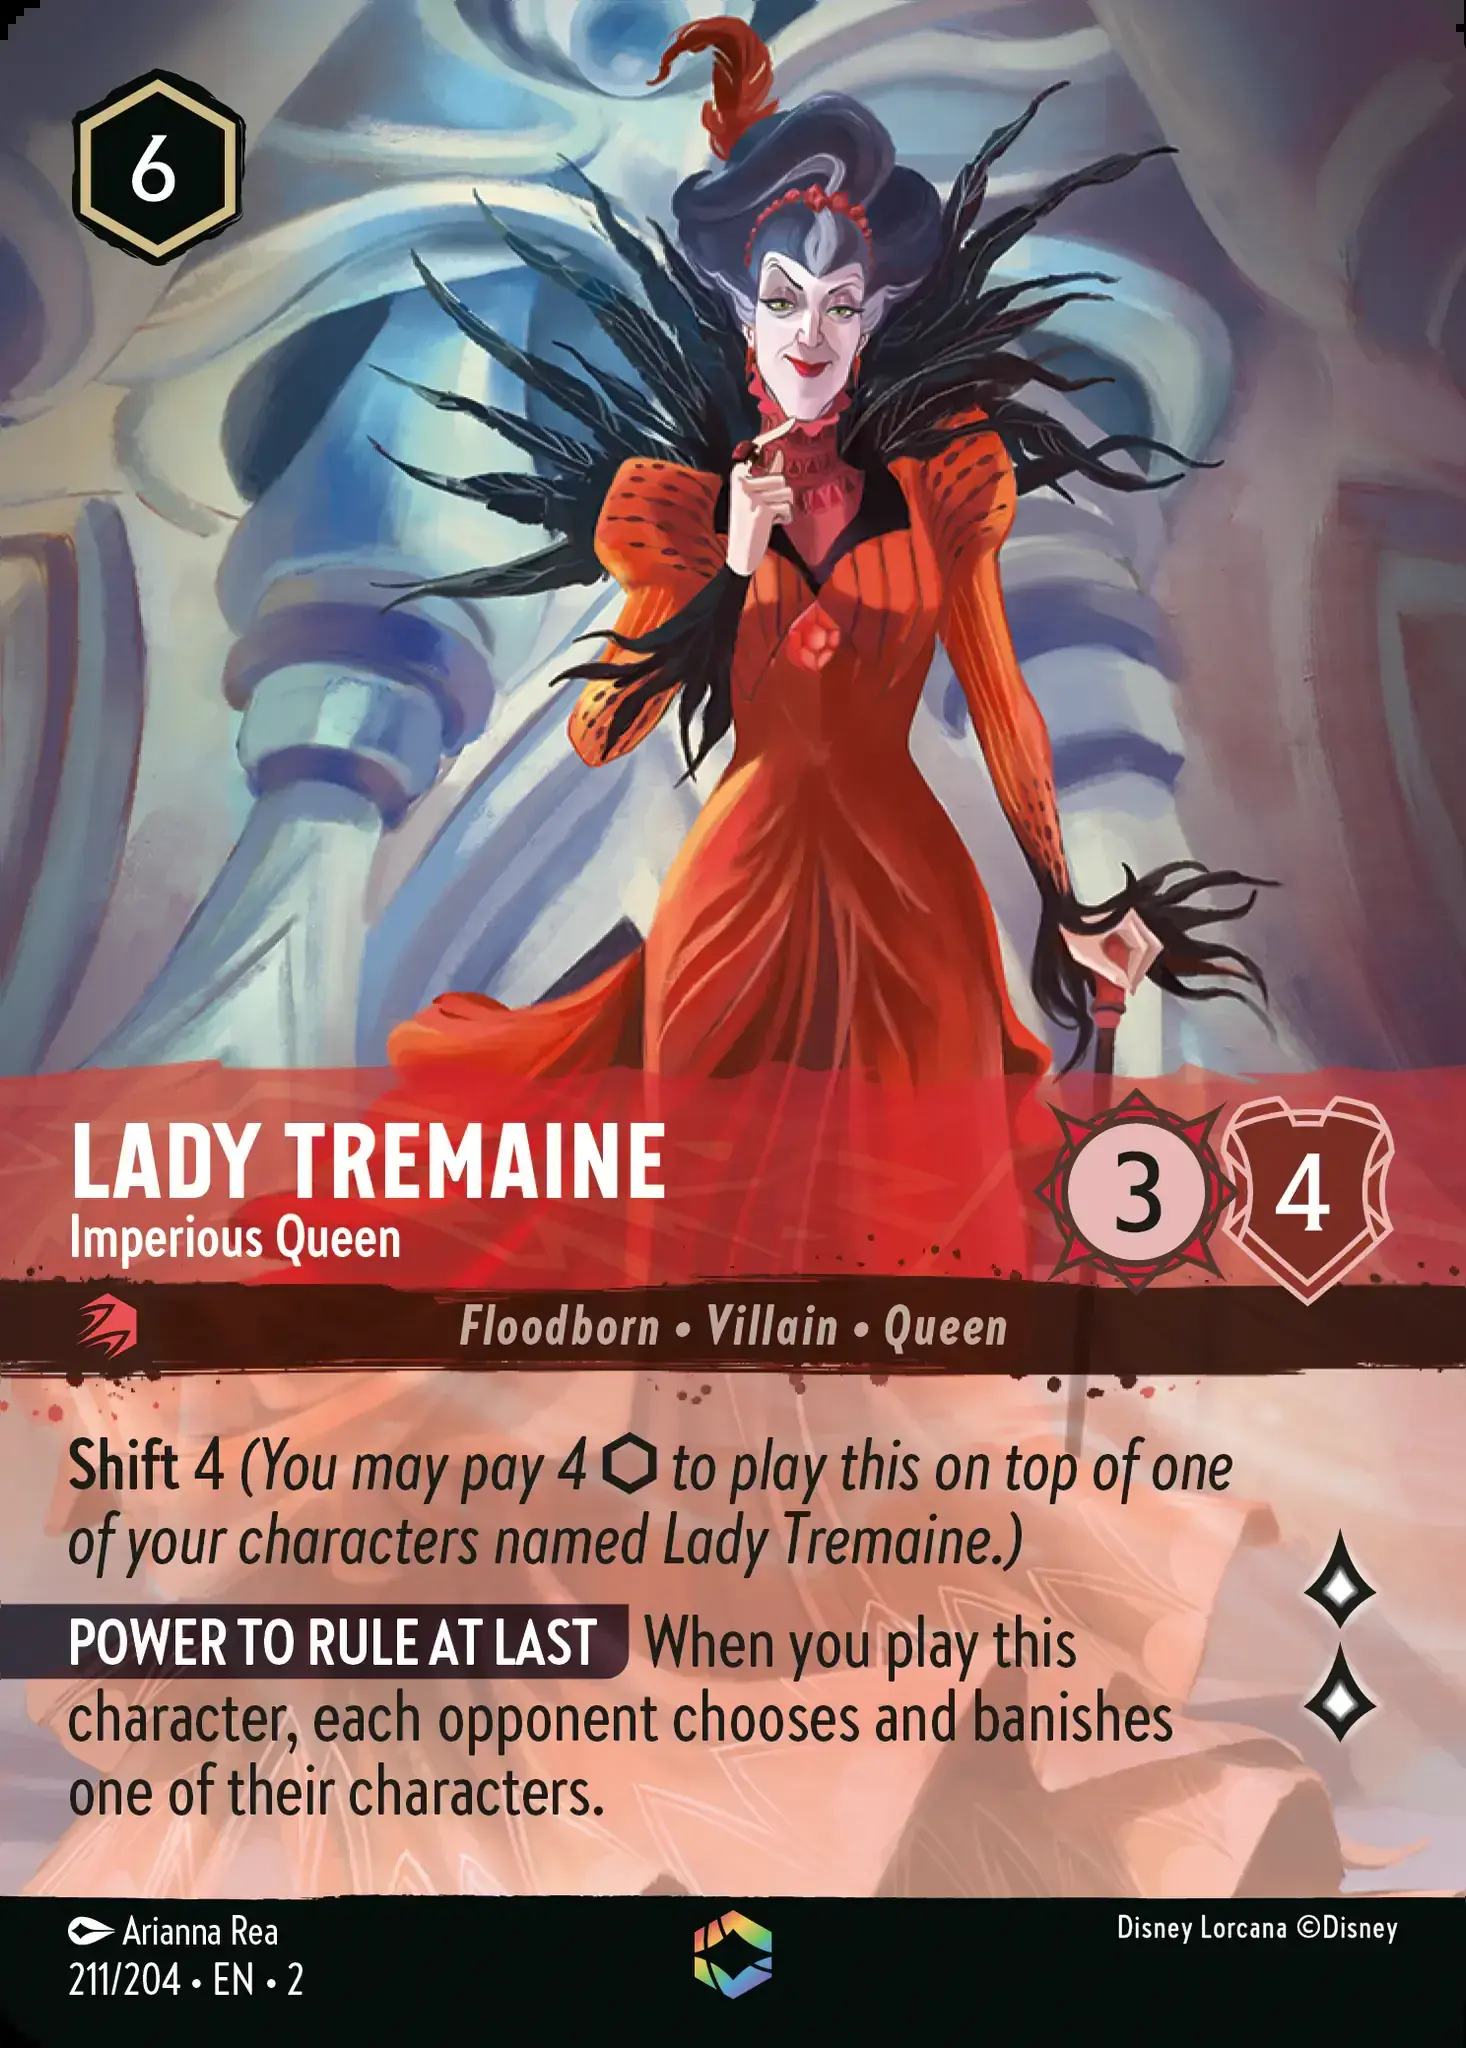 6
LADY TREMAINE
Imperious Queen
3
4
Floodborn • Villain • Queen
Shift 4 (You may pay 4 ⬡ to play this on top of one
of your characters named Lady Tremaine.)
POWER TO RULE AT LAST When you play this
character, each opponent chooses and banishes
one of their characters.
Arianna Rea
211/204 • EN • 2
Disney Lorcana ©Disney